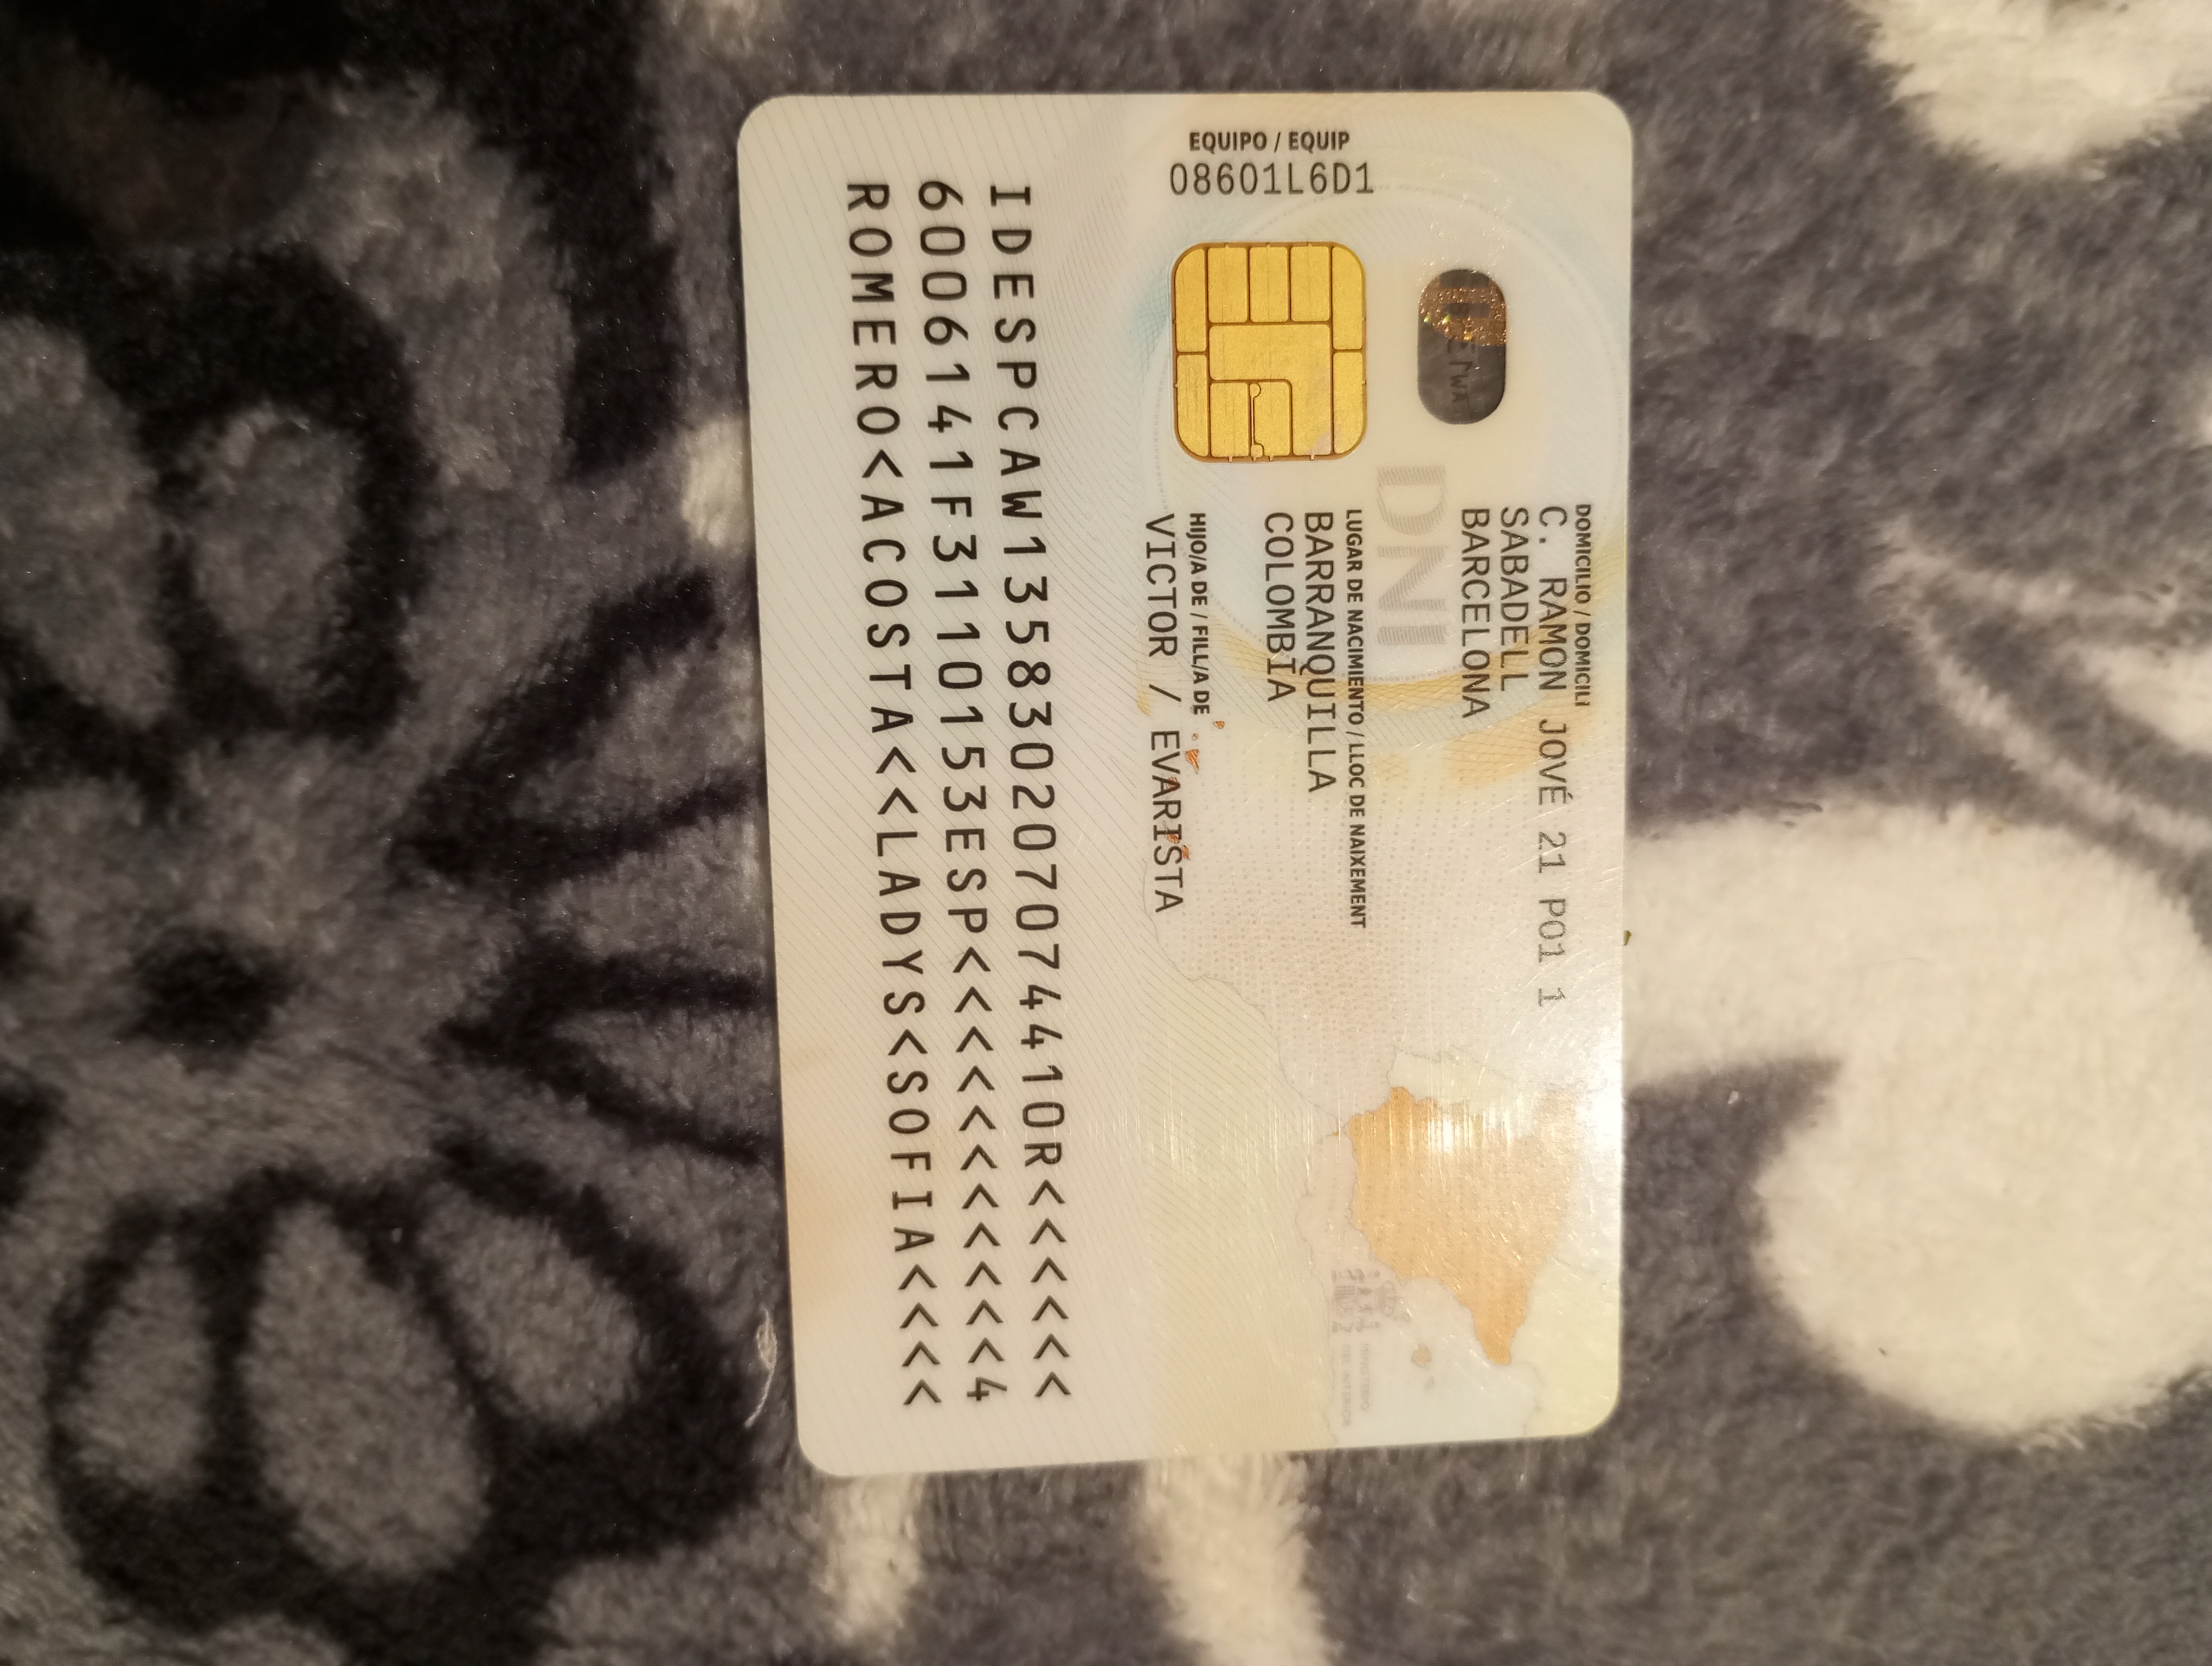 DOMICILIO / DOMICILI
C. RAMON JOVÉ 21 P01 1
SABADELL
BARCELONA
DNI
LUGAR DE NACIMIENTO / LLOC DE NAIXEMENT
BARRANQUILLA
COLOMBIA
HIJO/A DE / FILL/A DE
VICTOR / EVARISTA
EQUIPO / EQUIP
08601L6D1
IDESPCAW135830207074410R<<<<<<
6006141F3110153ESP<<<<<<<<<<<4
ROMERO<ACOSTA<<LADYS<SOFIA<<<<